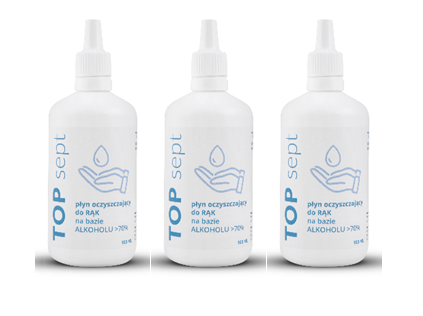 TOP sept
płyn oczyszczający
do RĄK
na bazie
ALKOHOLU >70%
TOP sept
płyn oczyszczający
do RĄK
na bazie
ALKOHOLU >70%
TOP sept
płyn oczyszczający
do RĄK
na bazie
ALKOHOLU >70%